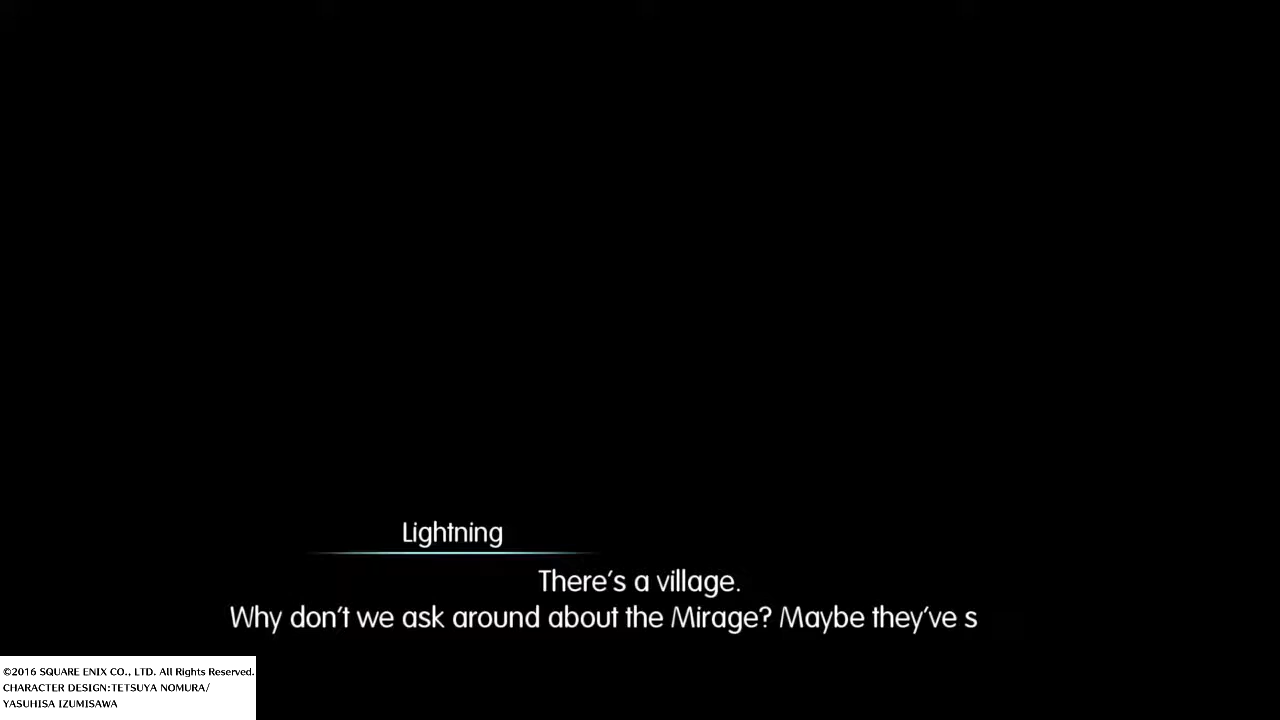 Lightning
There's a village.
Why don't we ask around about the Mirage? Maybe they've s
©2016 SQUARE ENIX CO., LTD. All Rights Reserved.
CHARACTER DESIGN:TETSUYA NOMURA/
YASUHISA IZUMISAWA